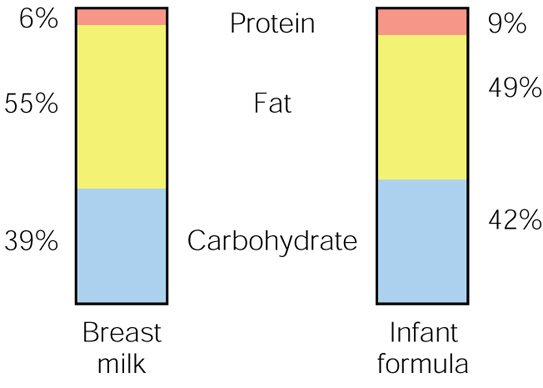 6%
Protein
9%
55%
Fat
49%
39%
Carbohydrate
42%
Breast
milk
Infant
formula